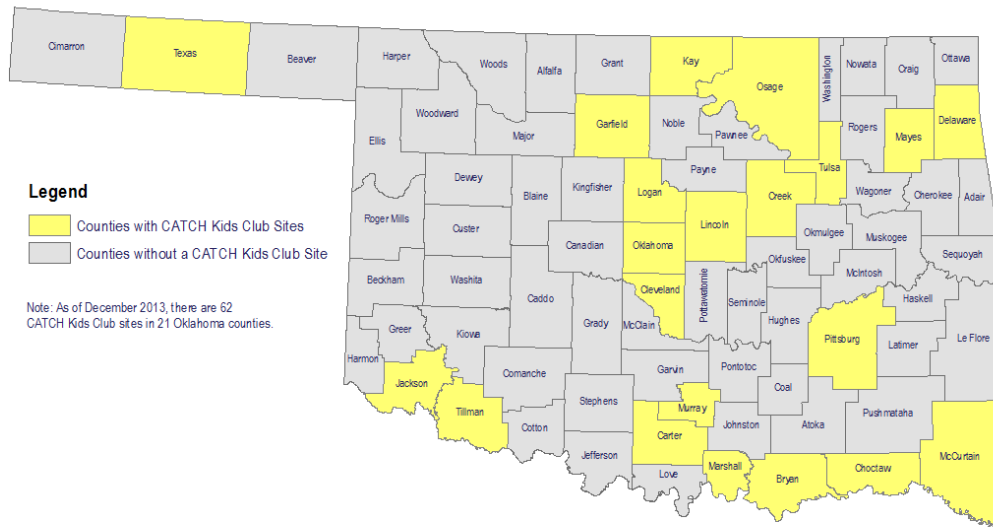 Cimarron
Texas
Beaver
Harper
Woods
Alfalfa
Grant
Kay
Osage
Washington
Nowata
Craig
Ottawa
Woodward
Ellis
Major
Garfield
Noble
Pawnee
Rogers
Mayes
Delaware
Dewey
Blaine
Kingfisher
Logan
Payne
Creek
Tulsa
Wagoner
Cherokee
Adair
Legend
Counties with CATCH Kids Club Sites
Counties without a CATCH Kids Club Site
Roger Mills
Custer
Canadian
Oklahoma
Lincoln
Okmulgee
Muskogee
Sequoyah
Okfuskee
McIntosh
Beckham
Washita
Caddo
Cleveland
Pottawatomie
Seminole
Hughes
Haskell
Note: As of December 2013, there are 62
CATCH Kids Club sites in 21 Oklahoma counties.
Greer
Kiowa
Grady
McClain
Pittsburg
Latimer
Le Flore
Harmon
Jackson
Comanche
Garvin
Pontotoc
Coal
Tillman
Stephens
Murray
Johnston
Atoka
Pushmataha
Cotton
Carter
Jefferson
Love
Marshall
Bryan
Choctaw
McCurtain